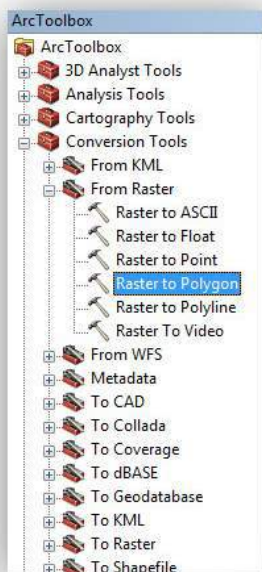 ArcToolbox
ArcToolbox
3D Analyst Tools
Analysis Tools
Cartography Tools
Conversion Tools
From KML
From Raster
Raster to ASCII
Raster to Float
Raster to Point
Raster to Polygon
Raster to Polyline
Raster To Video
From WFS
Metadata
To CAD
To Collada
To Coverage
To dBASE
To Geodatabase
To KML
To Raster
To Shapefile